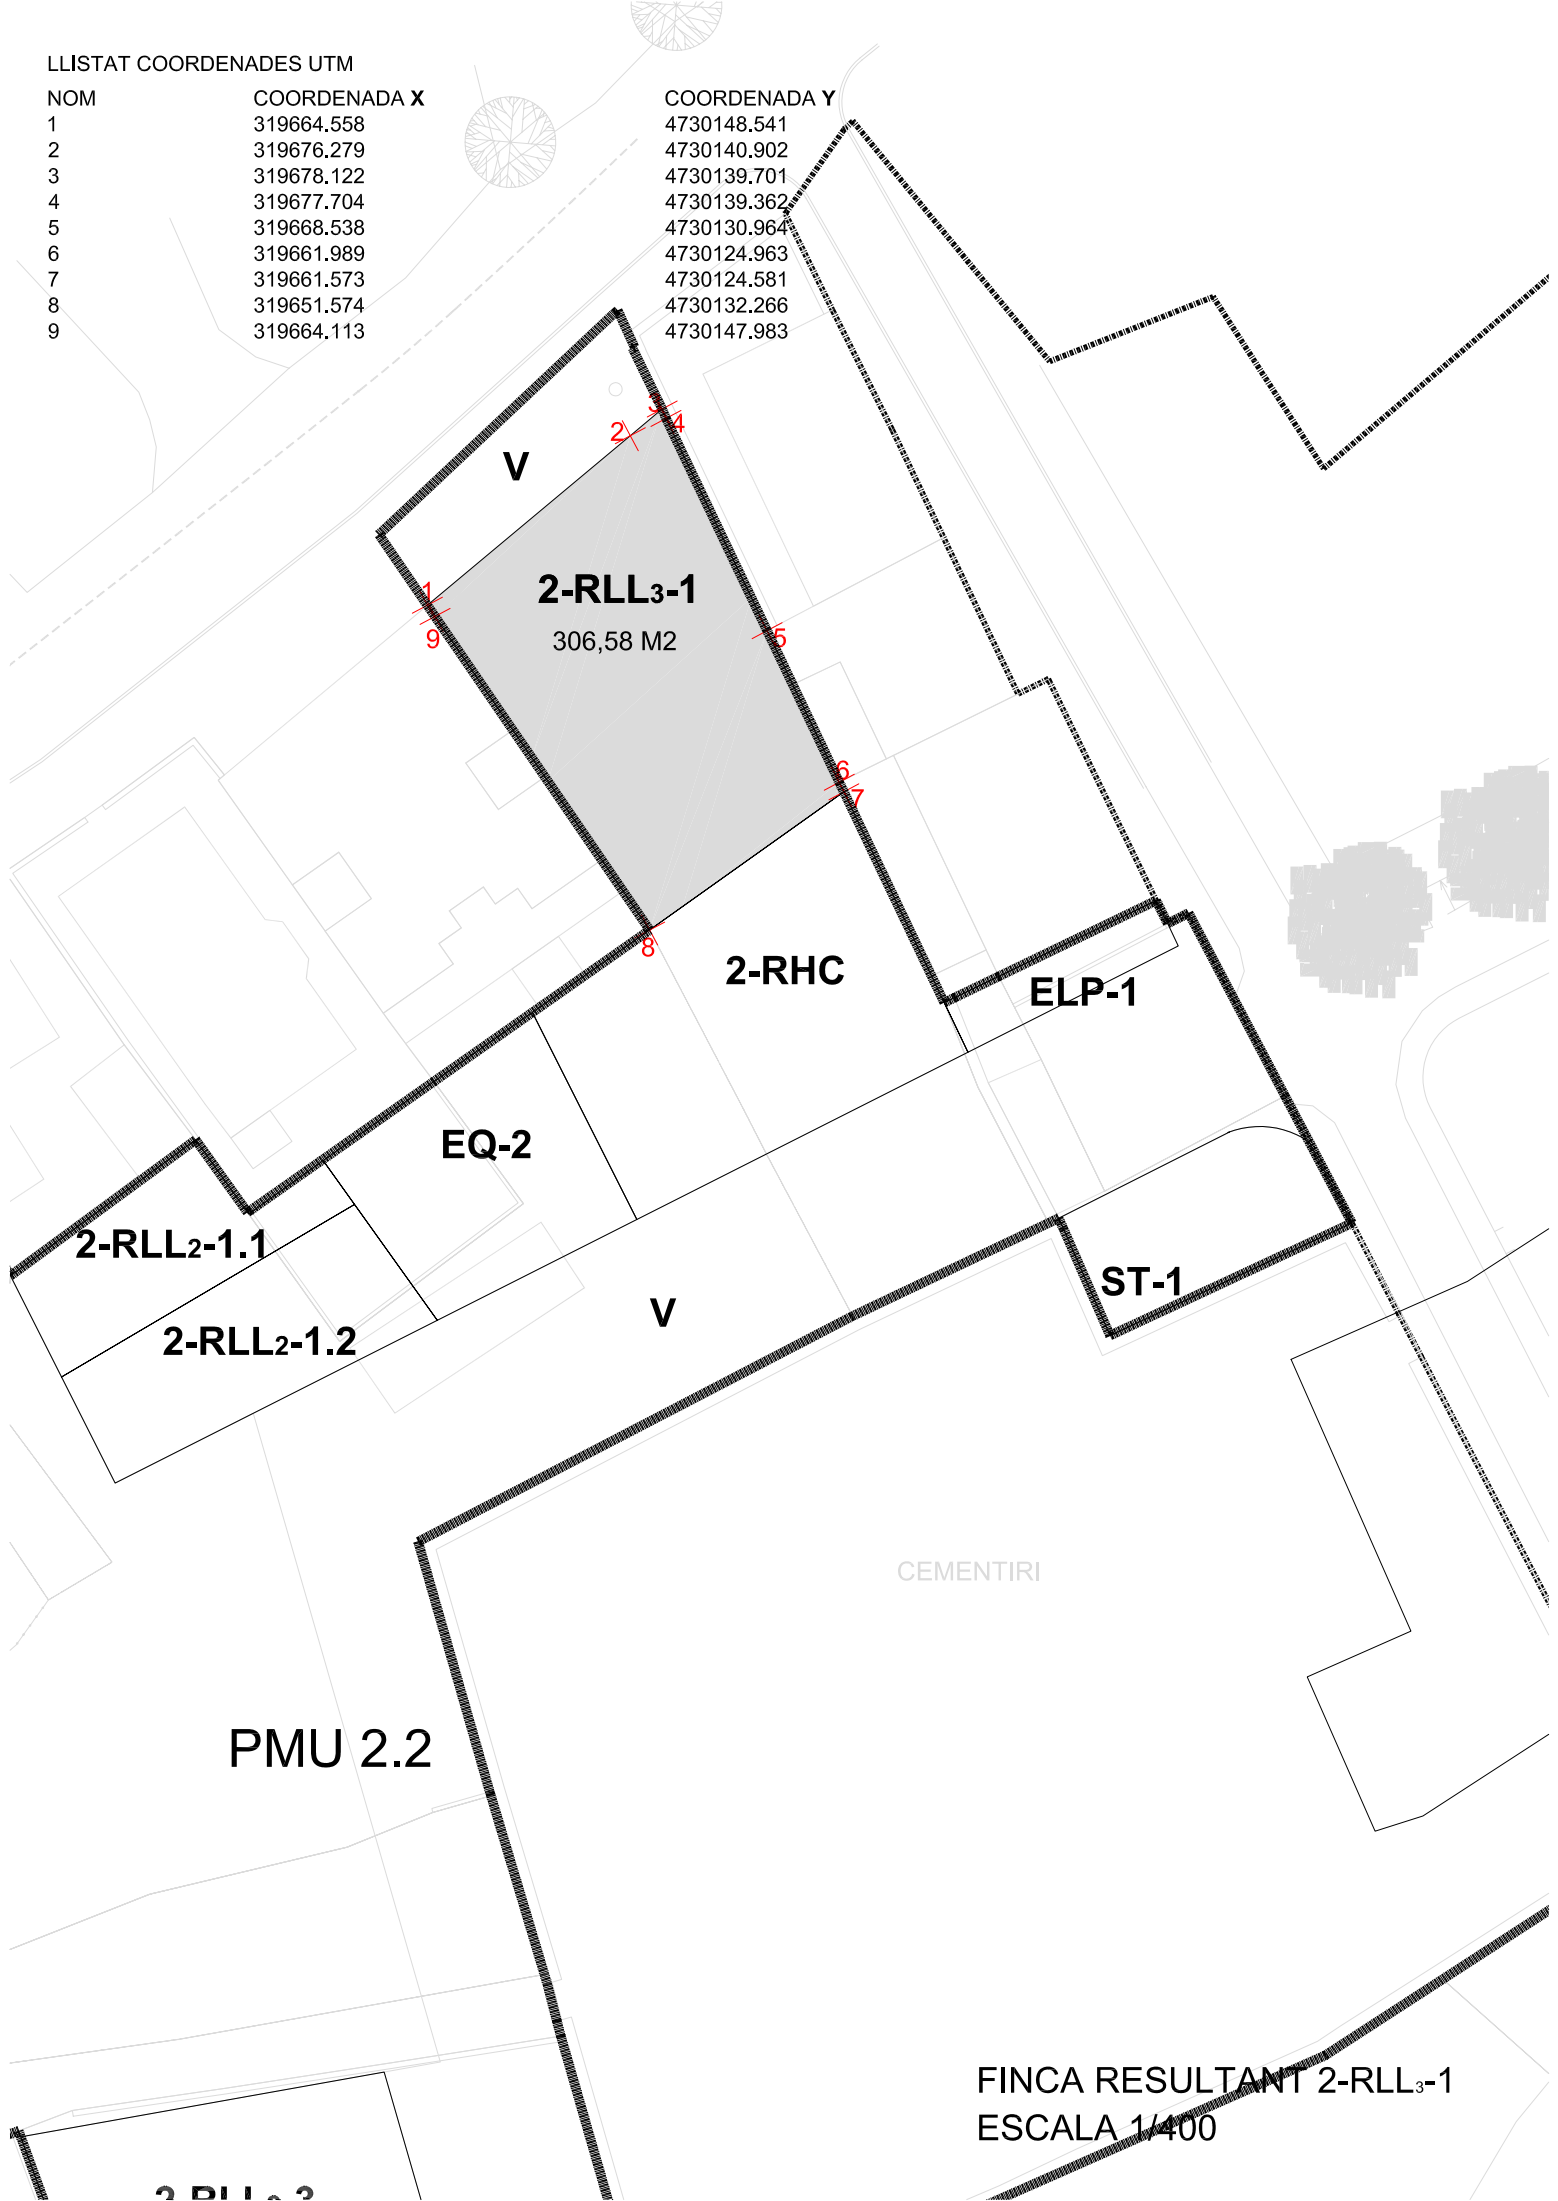 LLISTAT COORDENADES UTM
NOM COORDENADA X COORDENADA Y
1 319664.558 4730148.541
2 319676.279 4730140.902
3 319678.122 4730139.701
4 319677.704 4730139.362
5 319668.538 4730130.964
6 319661.989 4730124.963
7 319661.573 4730124.581
8 319651.574 4730132.266
9 319664.113 4730147.983
3
4
2
V
1
2-RLL3-1
9
5
306,58 M2
6
7
8
2-RHC
ELP-1
EQ-2
2-RLL2-1.1
ST-1
V
2-RLL2-1.2
CEMENTIRI
PMU 2.2
FINCA RESULTANT 2-RLL3-1
ESCALA 1/400